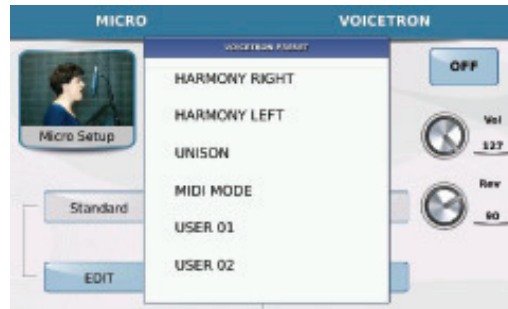 MICRO
VOICETRON
VOICETRON PRESET
HARMONY RIGHT
HARMONY LEFT
UNISON
MIDI MODE
USER 01
USER 02
Micro Setup
Standard
EDIT
OFF
Vol
127
Rev
90